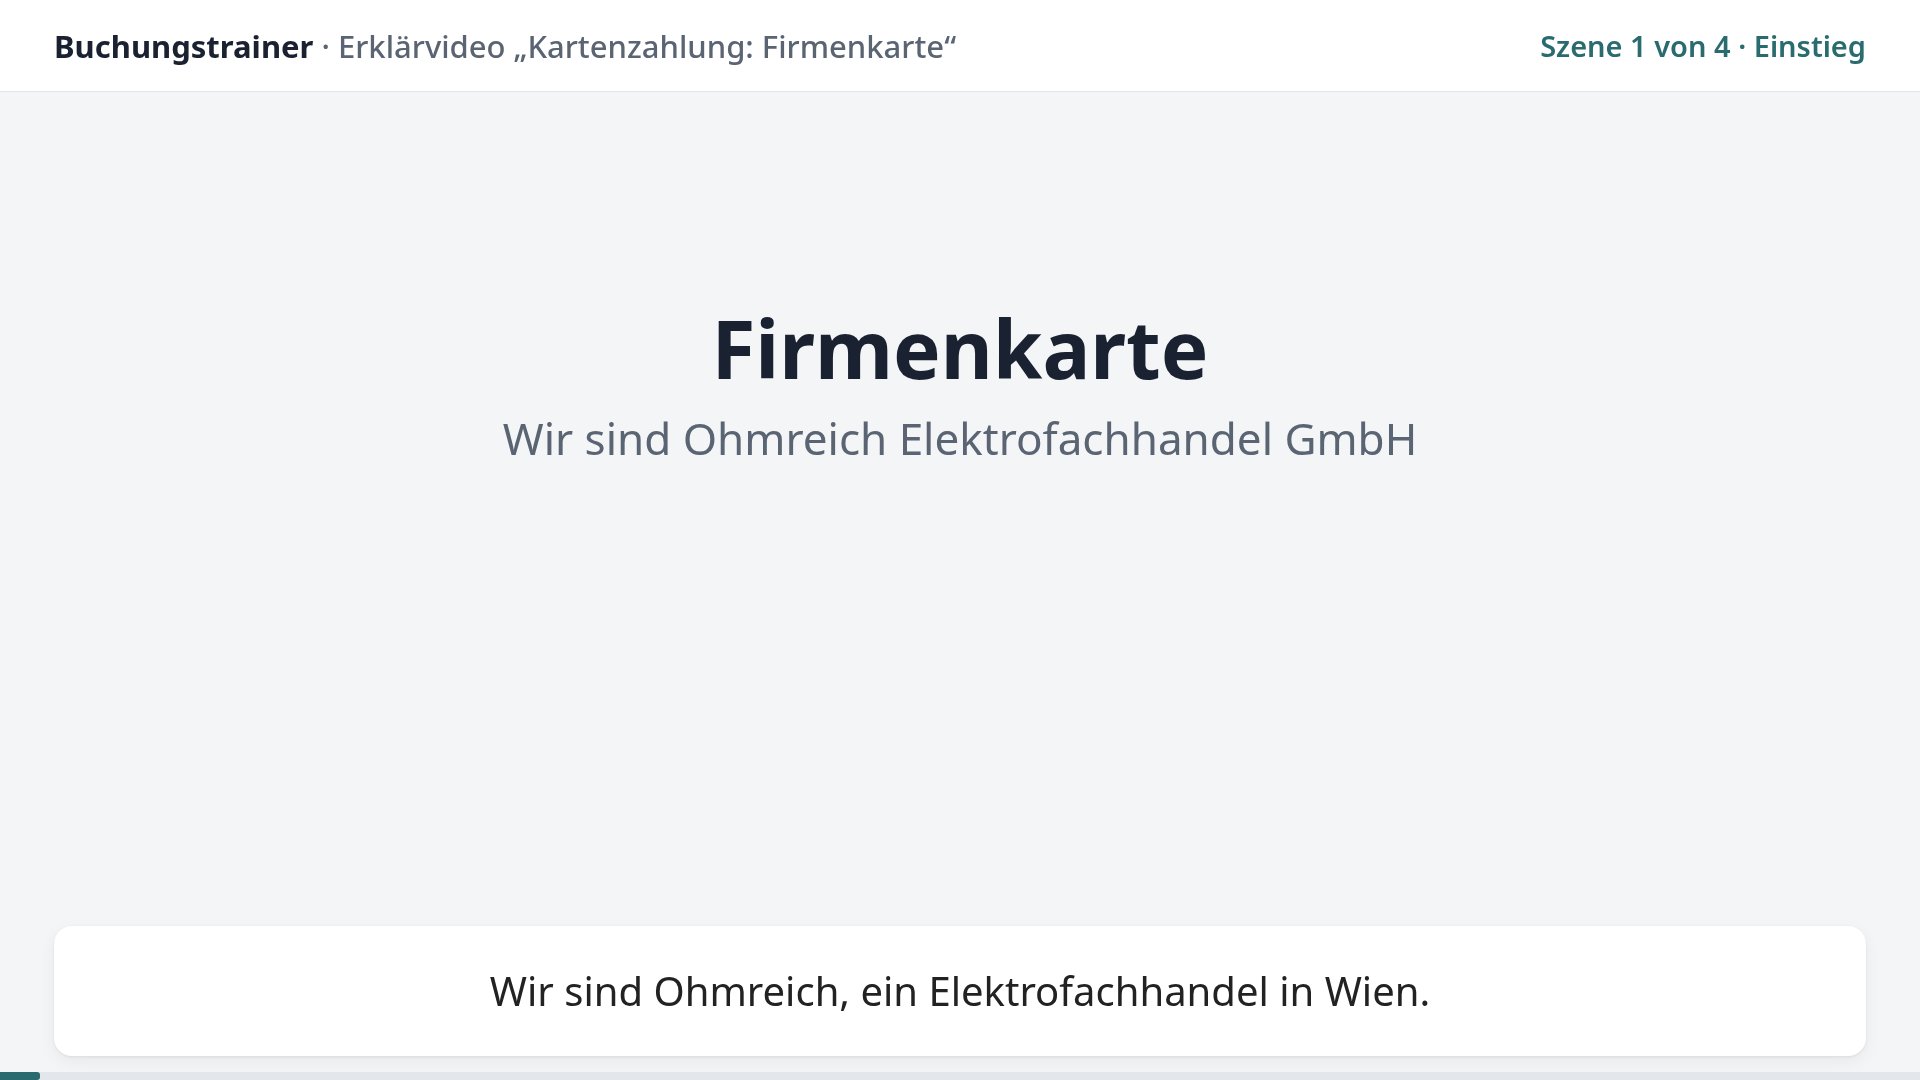 Buchungstrainer · Erklärvideo „Kartenzahlung: Firmenkarte“
Szene 1 von 4 · Einstieg
Firmenkarte
Wir sind Ohmreich Elektrofachhandel GmbH
Wir sind Ohmreich, ein Elektrofachhandel in Wien.